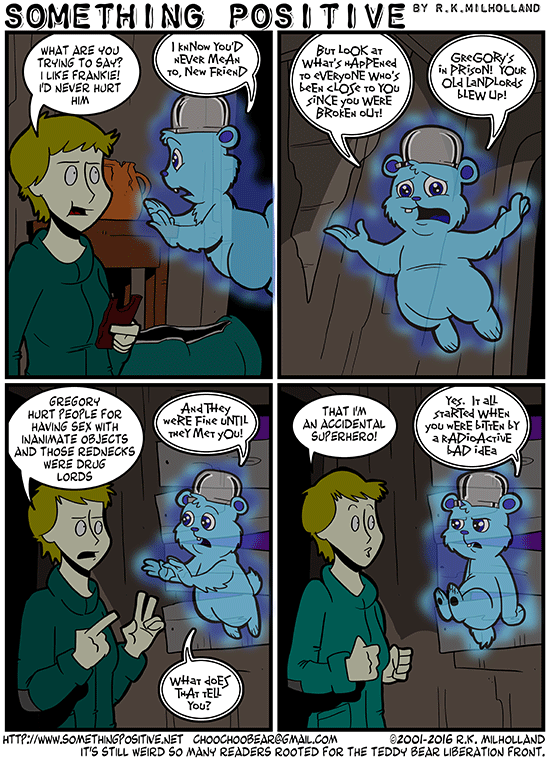 SOMETHING POSITIVE BY R.K.MILHOLLAND
WHAT ARE YOU
TRYING TO SAY?
I LIKE FRANKIE!
I'D NEVER HURT
HIM
I kNNow You'D
NEVER MEAN
TO, NEW FRIEND
BUT LOOK AT
WHAT'S HAPPENED
TO EVERYONE WHO'S
bEEN CLOSE TO YOU
SINCE YOU WERE
BROKEN OUT!
GREGORY'S
IN PRISON! YOUR
OLD LANDLORDS
bLEW UP!
GREGORY
HURT PEOPLE FOR
HAVING SEX WITH
INANIMATE OBJECTS
AND THOSE REDNECKS
WERE DRUG
LORDS
And THEY
WERE FINE UNTIL
THEY MET YOU!
WHAT dOES
THAT TELL
YOU?
THAT I'M
AN ACCIDENTAL
SUPERHERO!
Yes. IT all
STARTED WHEN
YOU WERE bITTEN bY
A RADIOACTIVE
bAD IDEA
HTTP://WWW.SOMETHINGPOSITIVE.NET CHOOCHOOBEAR@GMAIL.COM ©2001-2016 R.K. MILHOLLAND
IT'S STILL WEIRD SO MANY READERS ROOTED FOR THE TEDDY BEAR LIBERATION FRONT.